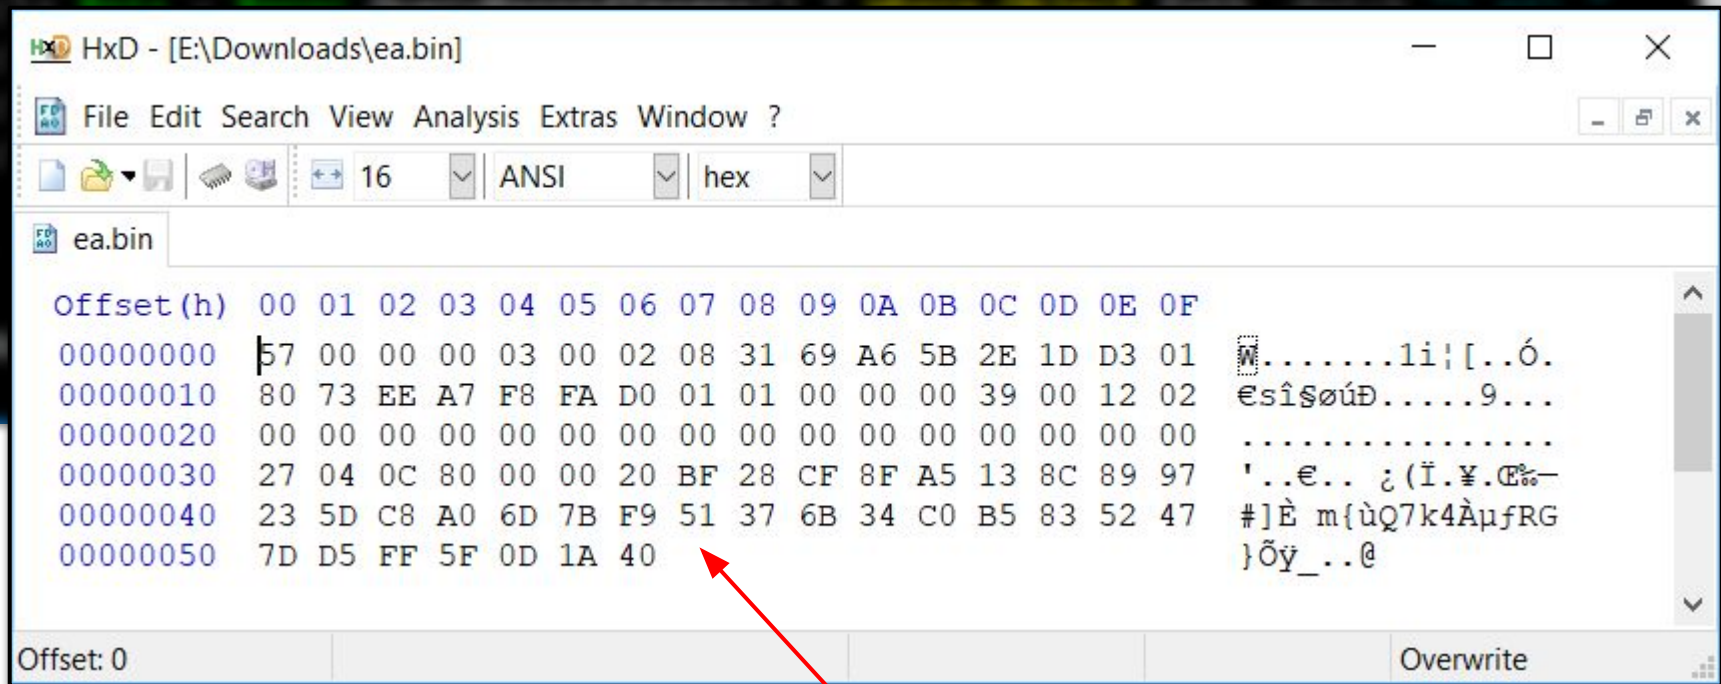 HxD - [E:\Downloads\ea.bin]
File Edit Search View Analysis Extras Window ?
16 ANSI hex
ea.bin
Offset(h) 00 01 02 03 04 05 06 07 08 09 0A 0B 0C 0D 0E 0F
00000000 57 00 00 00 03 00 02 08 31 69 A6 5B 2E 1D D3 01 W.......1i¦[..Ó.
00000010 80 73 EE A7 F8 FA D0 01 01 00 00 00 39 00 12 02 €sî§øúÐ.....9...
00000020 00 00 00 00 00 00 00 00 00 00 00 00 00 00 00 00 ................
00000030 27 04 0C 80 00 00 20 BF 28 CF 8F A5 13 8C 89 97 '..€.. ¿(Ï.¥.Œ‰—
00000040 23 5D C8 A0 6D 7B F9 51 37 6B 34 C0 B5 83 52 47 #]È m{ùQ7k4ÀµƒRG
00000050 7D D5 FF 5F 0D 1A 40 }Õÿ_..@
Offset: 0 Overwrite